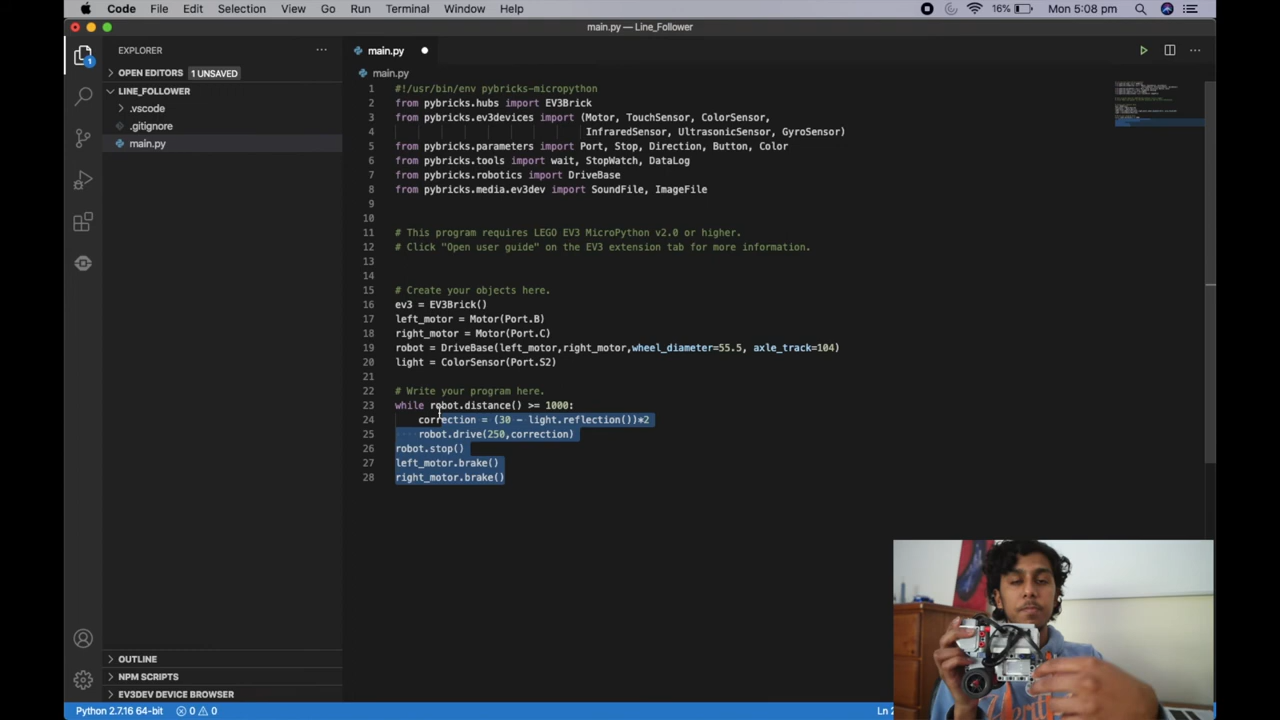 Code File Edit Selection View Go Run Terminal Window Help 16% Mon 5:08 pm
main.py — Line_Follower
EXPLORER
main.py
1
OPEN EDITORS 1 UNSAVED
main.py
LINE_FOLLOWER
.vscode
.gitignore
main.py
1 #!/usr/bin/env pybricks-micropython
2 from pybricks.hubs import EV3Brick
3 from pybricks.ev3devices import (Motor, TouchSensor, ColorSensor,
4 InfraredSensor, UltrasonicSensor, GyroSensor)
5 from pybricks.parameters import Port, Stop, Direction, Button, Color
6 from pybricks.tools import wait, StopWatch, DataLog
7 from pybricks.robotics import DriveBase
8 from pybricks.media.ev3dev import SoundFile, ImageFile
9
10
11 # This program requires LEGO EV3 MicroPython v2.0 or higher.
12 # Click "Open user guide" on the EV3 extension tab for more information.
13
14
15 # Create your objects here.
16 ev3 = EV3Brick()
17 left_motor = Motor(Port.B)
18 right_motor = Motor(Port.C)
19 robot = DriveBase(left_motor,right_motor,wheel_diameter=55.5, axle_track=104)
20 light = ColorSensor(Port.S2)
21
22 # Write your program here.
23 while robot.distance() >= 1000:
24 correction = (30 - light.reflection())*2
25 robot.drive(250,correction)
26 robot.stop()
27 left_motor.brake()
28 right_motor.brake()
OUTLINE
NPM SCRIPTS
EV3DEV DEVICE BROWSER
Python 2.7.16 64-bit 0 0